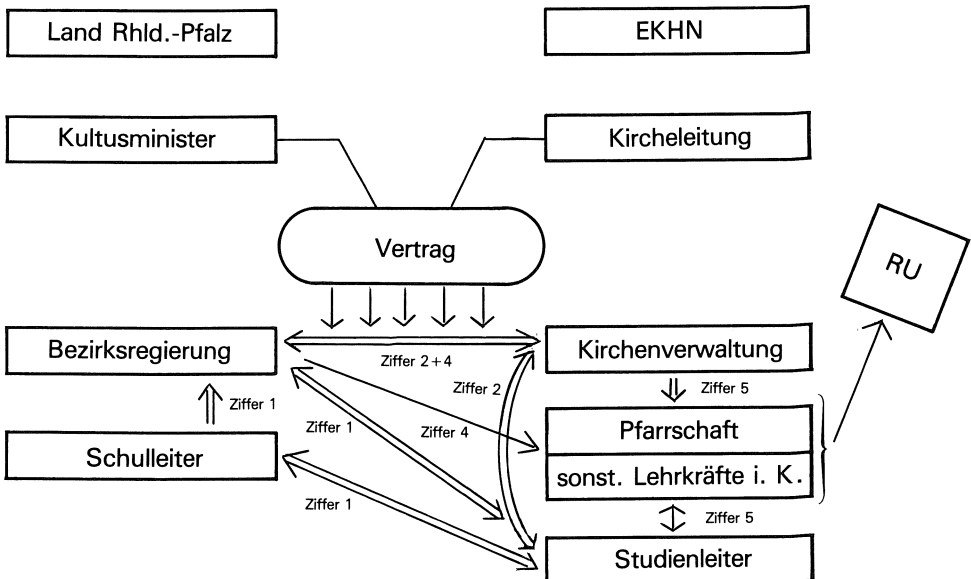 Land Rhld.-Pfalz
EKHN
Kultusminister
Kircheleitung
Vertrag
RU
Bezirksregierung
Kirchenverwaltung
Ziffer 2+4
Ziffer 2
Ziffer 5
Ziffer 1
Ziffer 1
Ziffer 4
Pfarrschaft
Schulleiter
sonst. Lehrkräfte i. K.
Ziffer 1
Ziffer 5
Studienleiter